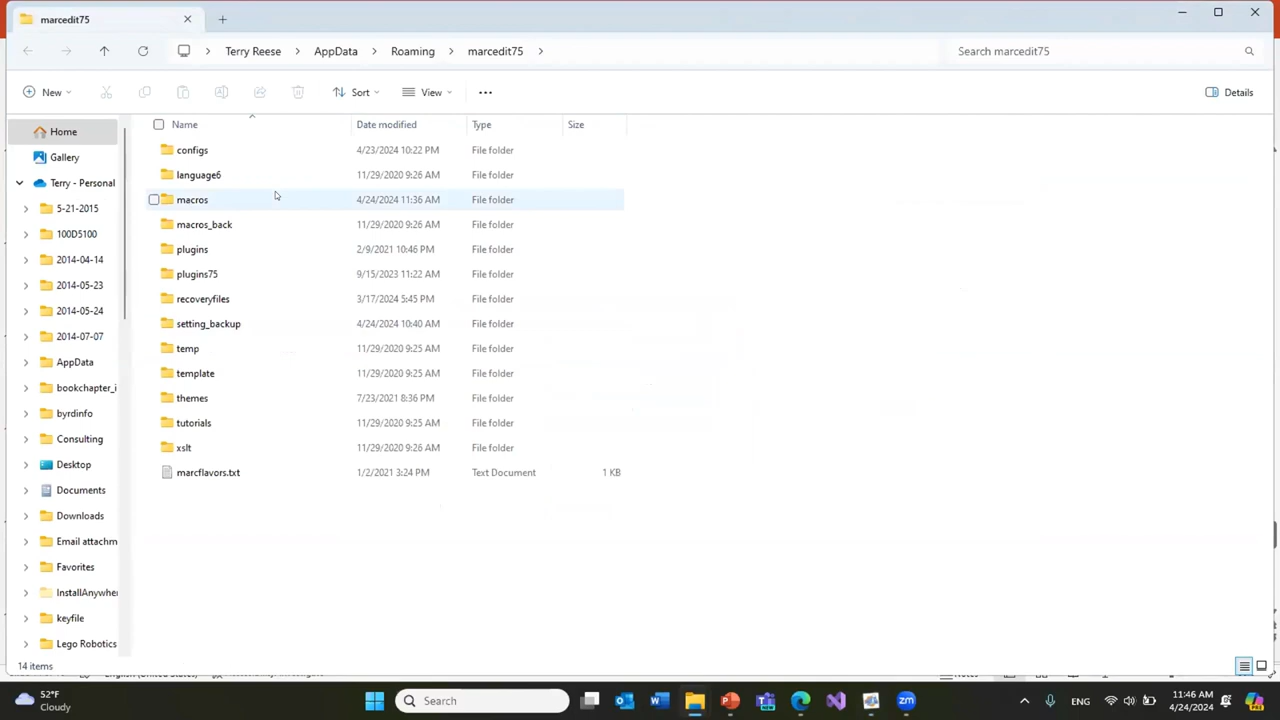 marcedit75
Terry Reese > AppData > Roaming > marcedit75 >
Search marcedit75
New
Sort
View
Details
Name Date modified Type Size
configs 4/23/2024 10:22 PM File folder
language6 11/29/2020 9:26 AM File folder
macros 4/24/2024 11:36 AM File folder
macros_back 11/29/2020 9:26 AM File folder
plugins 2/9/2021 10:46 PM File folder
plugins75 9/15/2023 11:22 AM File folder
recoveryfiles 3/17/2024 5:45 PM File folder
setting_backup 4/24/2024 10:40 AM File folder
temp 11/29/2020 9:25 AM File folder
template 11/29/2020 9:25 AM File folder
themes 7/23/2021 8:36 PM File folder
tutorials 11/29/2020 9:25 AM File folder
xslt 11/29/2020 9:26 AM File folder
marcflavors.txt 1/2/2021 3:24 PM Text Document 1 KB
Home
Gallery
Terry - Personal
5-21-2015
100D5100
2014-04-14
2014-05-23
2014-05-24
2014-07-07
AppData
bookchapter_i
byrdinfo
Consulting
Desktop
Documents
Downloads
Email attachm
Favorites
InstallAnywher
keyfile
Lego Robotics
14 items
52°F
Cloudy
Search
ENG
11:46 AM
4/24/2024